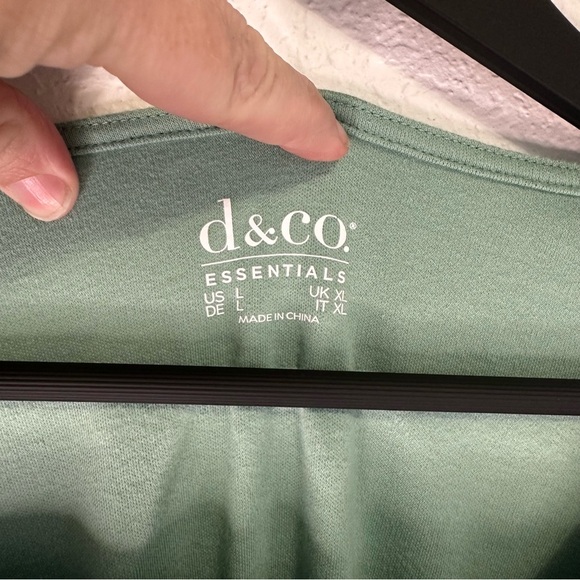 d&co.®
ESSENTIALS
US L UK XL
DE L IT XL
MADE IN CHINA